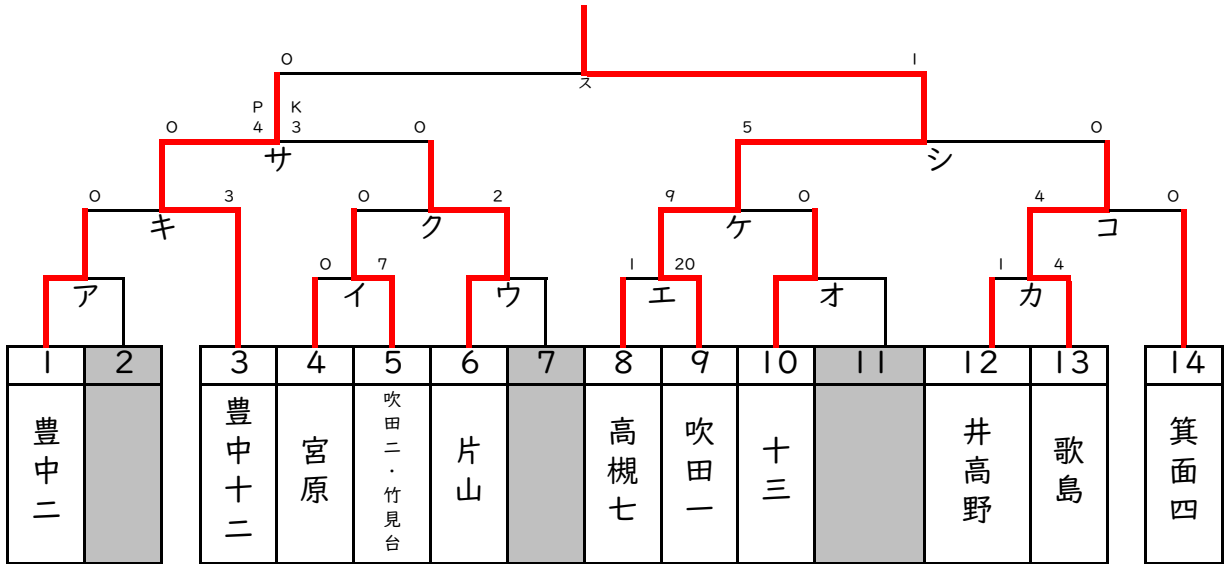 0 1
ス
P K
0 4 3 0 5 0
サ シ
0 3 0 2 9 0 4 0
キ ク ケ コ
0 7 1 20 1 4
ア イ ウ エ オ カ
1 2 3 4 5 6 7 8 9 10 11 12 13 14
豊中二
豊中十二
宮原
吹田二・竹見台
片山
高槻七
吹田一
十三
井高野
歌島
箕面四